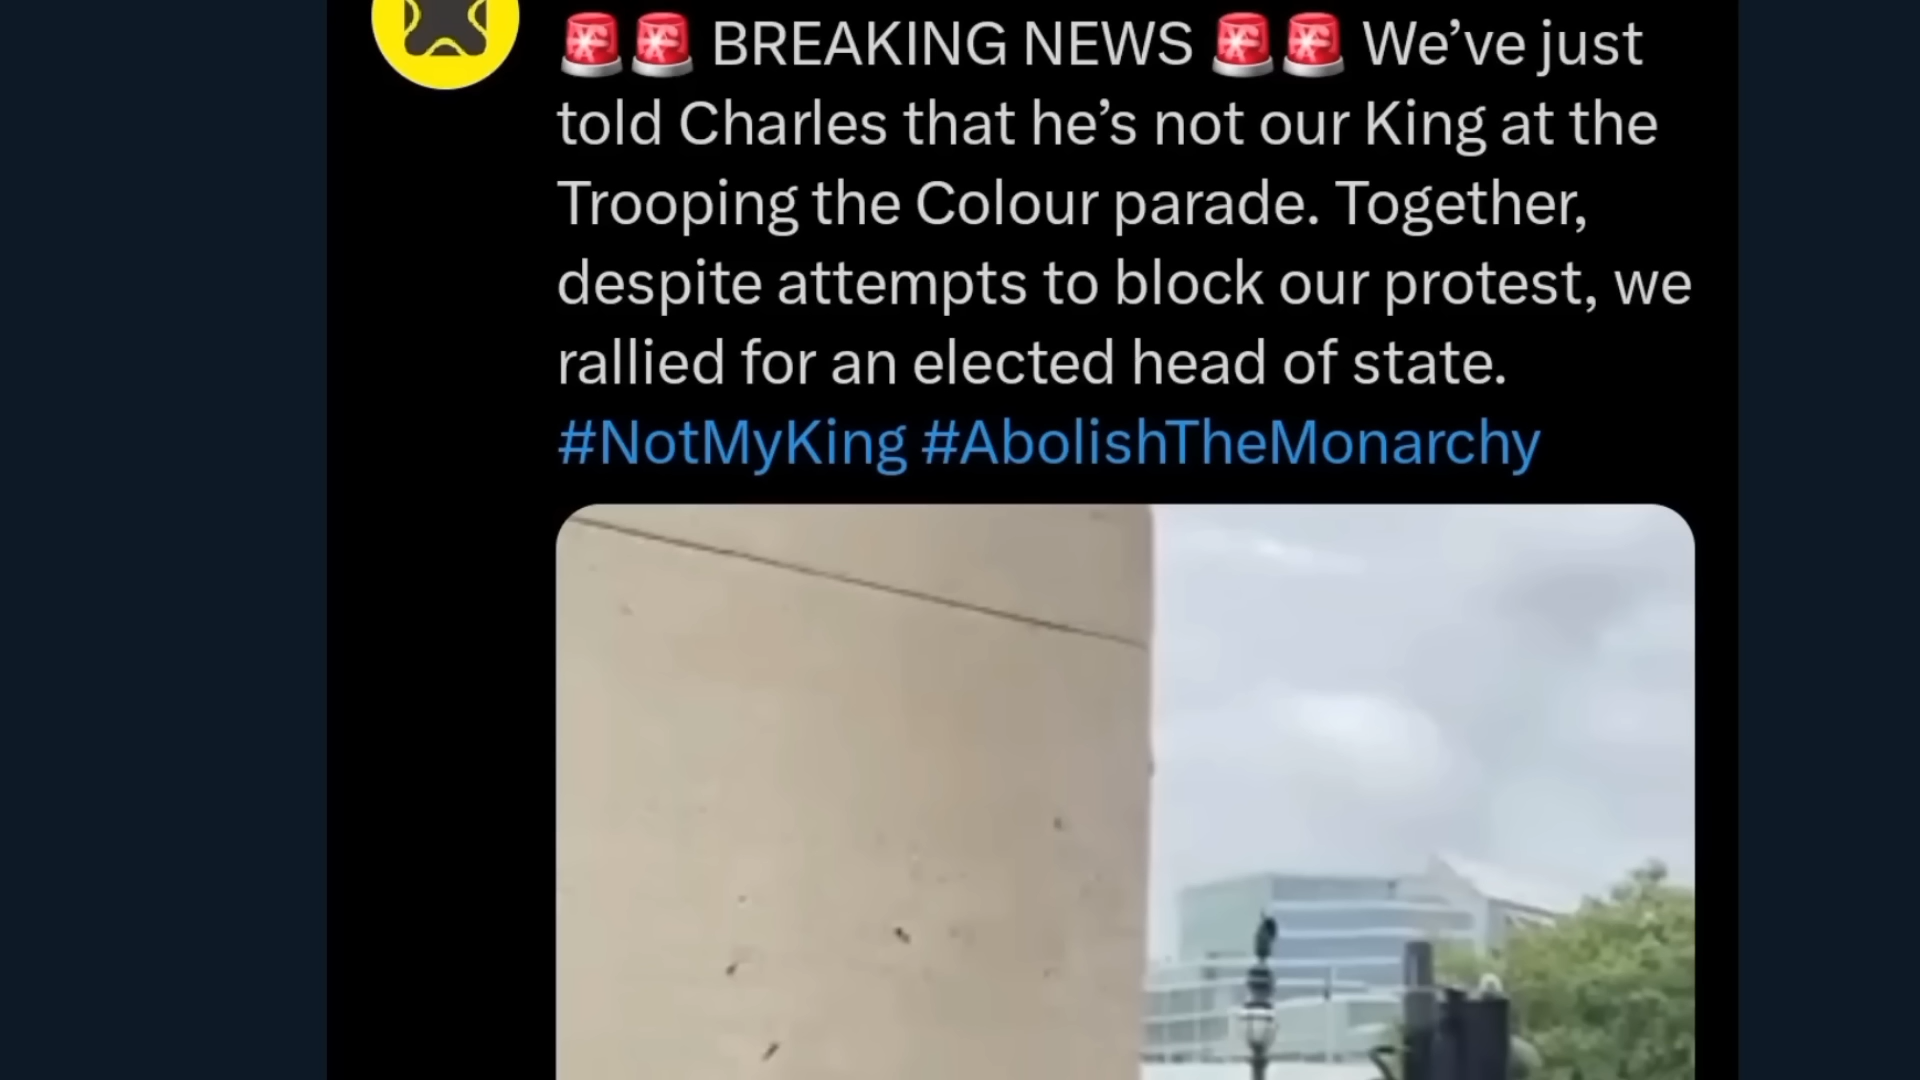 🚨🚨 BREAKING NEWS 🚨🚨 We’ve just
told Charles that he’s not our King at the
Trooping the Colour parade. Together,
despite attempts to block our protest, we
rallied for an elected head of state.
#NotMyKing #AbolishTheMonarchy